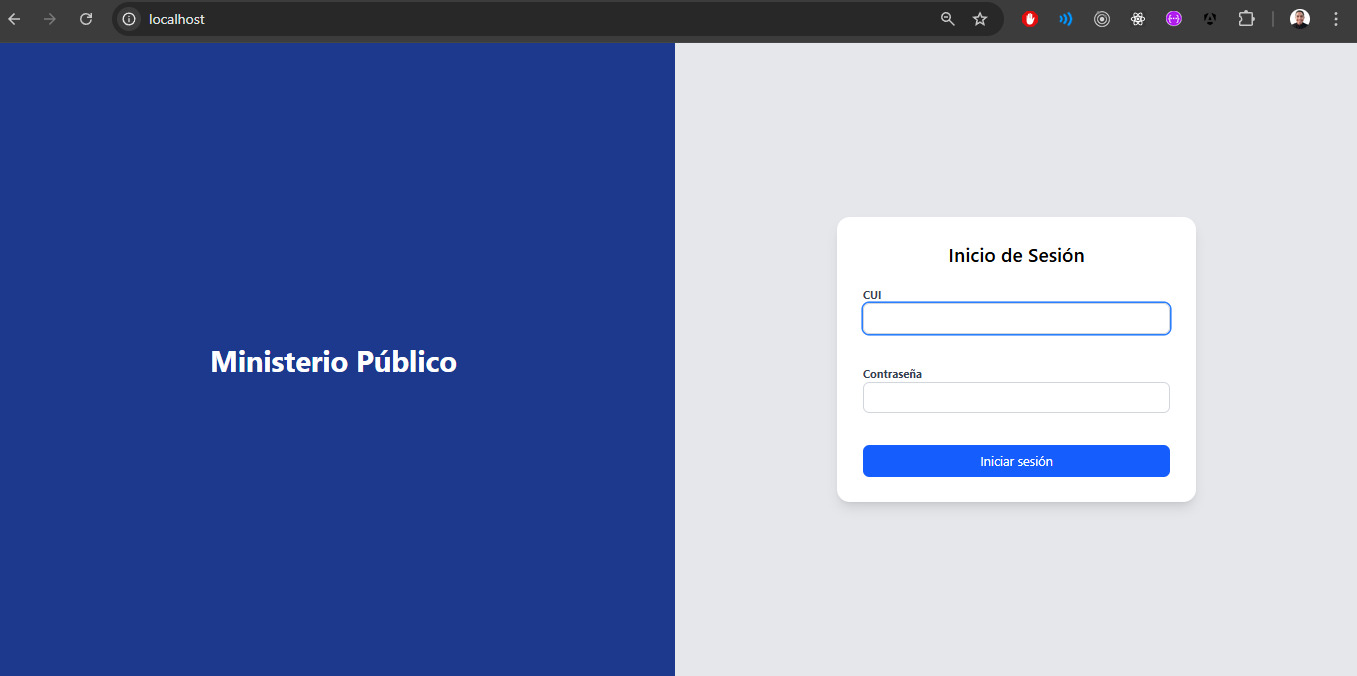 localhost
Ministerio Público
Inicio de Sesión
CUI
Contraseña
Iniciar sesión